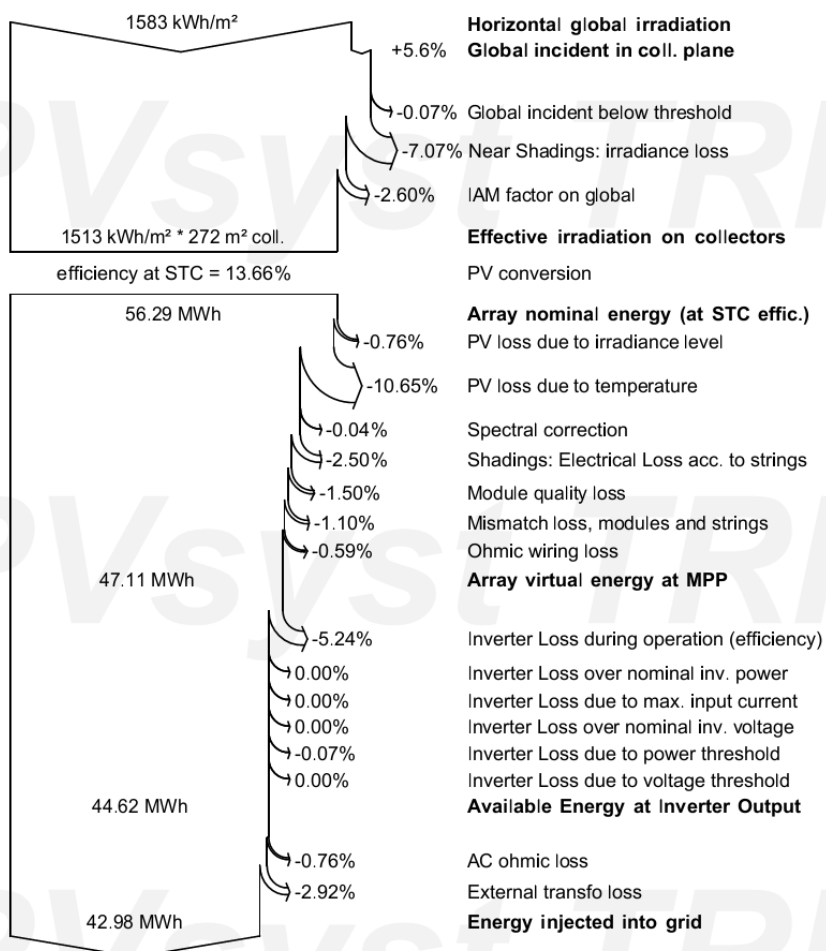 1583 kWh/m² Horizontal global irradiation
+5.6% Global incident in coll. plane
-0.07% Global incident below threshold
-7.07% Near Shadings: irradiance loss
-2.60% IAM factor on global
1513 kWh/m² * 272 m² coll. Effective irradiation on collectors
efficiency at STC = 13.66% PV conversion
56.29 MWh Array nominal energy (at STC effic.)
-0.76% PV loss due to irradiance level
-10.65% PV loss due to temperature
-0.04% Spectral correction
-2.50% Shadings: Electrical Loss acc. to strings
-1.50% Module quality loss
-1.10% Mismatch loss, modules and strings
-0.59% Ohmic wiring loss
47.11 MWh Array virtual energy at MPP
-5.24% Inverter Loss during operation (efficiency)
0.00% Inverter Loss over nominal inv. power
0.00% Inverter Loss due to max. input current
0.00% Inverter Loss over nominal inv. voltage
-0.07% Inverter Loss due to power threshold
0.00% Inverter Loss due to voltage threshold
44.62 MWh Available Energy at Inverter Output
-0.76% AC ohmic loss
-2.92% External transfo loss
42.98 MWh Energy injected into grid
PVsyst TRI
PVsyst TRI